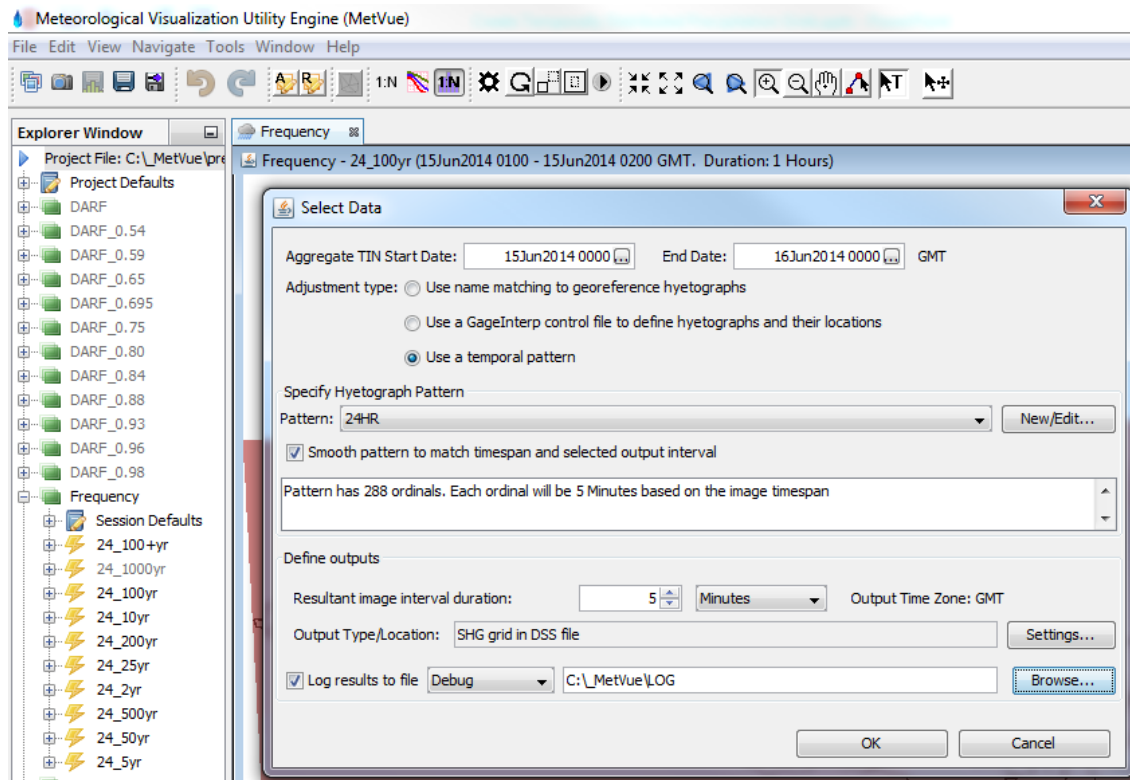 Meteorological Visualization Utility Engine (MetVue)
File Edit View Navigate Tools Window Help
A R 1:N 1:N G T
Explorer Window
Frequency
Project File: C:\_MetVue\pre
Frequency - 24_100yr (15Jun2014 0100 - 15Jun2014 0200 GMT. Duration: 1 Hours)
Project Defaults
DARF
DARF_0.54
DARF_0.59
DARF_0.65
DARF_0.695
DARF_0.75
DARF_0.80
DARF_0.84
DARF_0.88
DARF_0.93
DARF_0.96
DARF_0.98
Frequency
Session Defaults
24_100+yr
24_1000yr
24_100yr
24_10yr
24_200yr
24_25yr
24_2yr
24_500yr
24_50yr
24_5yr
Select Data
Aggregate TIN Start Date: 15Jun2014 0000 ... End Date: 16Jun2014 0000 ... GMT
Adjustment type: Use name matching to georeference hyetographs
Use a GageInterp control file to define hyetographs and their locations
Use a temporal pattern
Specify Hyetograph Pattern
Pattern: 24HR New/Edit...
Smooth pattern to match timespan and selected output interval
Pattern has 288 ordinals. Each ordinal will be 5 Minutes based on the image timespan
Define outputs
Resultant image interval duration: 5 Minutes Output Time Zone: GMT
Output Type/Location: SHG grid in DSS file Settings...
Log results to file Debug C:\_MetVue\LOG Browse...
OK Cancel